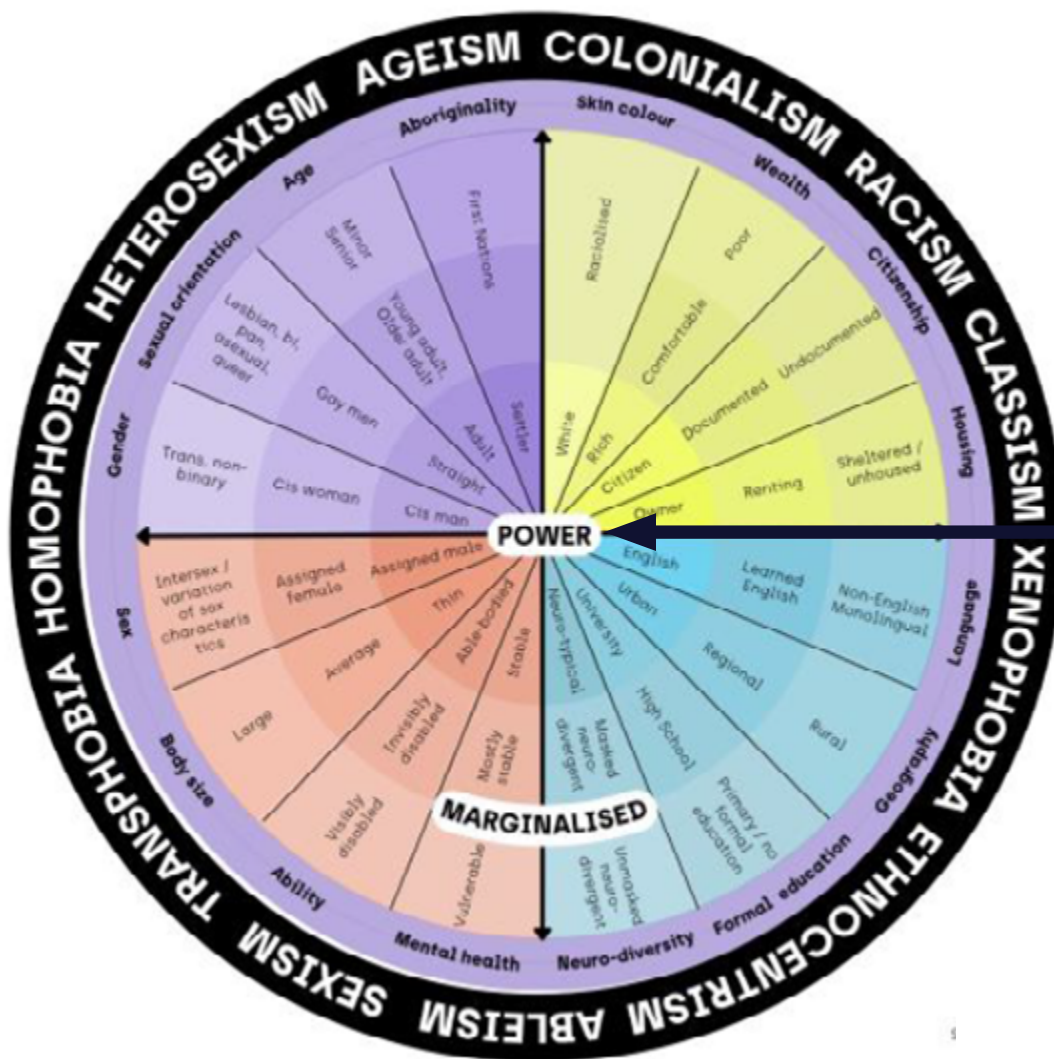 COLONIALISM RACISM CLASSISM XENOPHOBIA ETHNOCENTRISM ABLEISM SEXISM TRANSPHOBIA HOMOPHOBIA HETEROSEXISM AGEISM
Skin colour
Racialised
White
Wealth
Poor
Comfortable
Rich
Citizenship
Undocumented
Documented
Citizen
Housing
Sheltered /
unhoused
Renting
Owner
Language
Non-English
Monolingual
Learned
English
English
Geography
Rural
Regional
Urban
Formal education
Primary / no
formal
education
High School
University
Neuro-diversity
Unmasked
neuro-
divergent
Masked
neuro-
divergent
Neuro-typical
Mental health
Vulnerable
Mostly
stable
Stable
Ability
Visibly
disabled
Invisibly
disabled
Able-bodied
Body size
Large
Average
Thin
Sex
Intersex /
variation
of sex
characteris
tics
Assigned
female
Assigned male
Gender
Trans, non-
binary
Cis woman
Cis man
Sexual orientation
Lesbian, bi,
pan,
asexual,
queer
Gay men
Straight
Age
Minor
Senior
Young adult,
Older adult
Adult
Aboriginality
First Nations
Settler
POWER
MARGINALISED